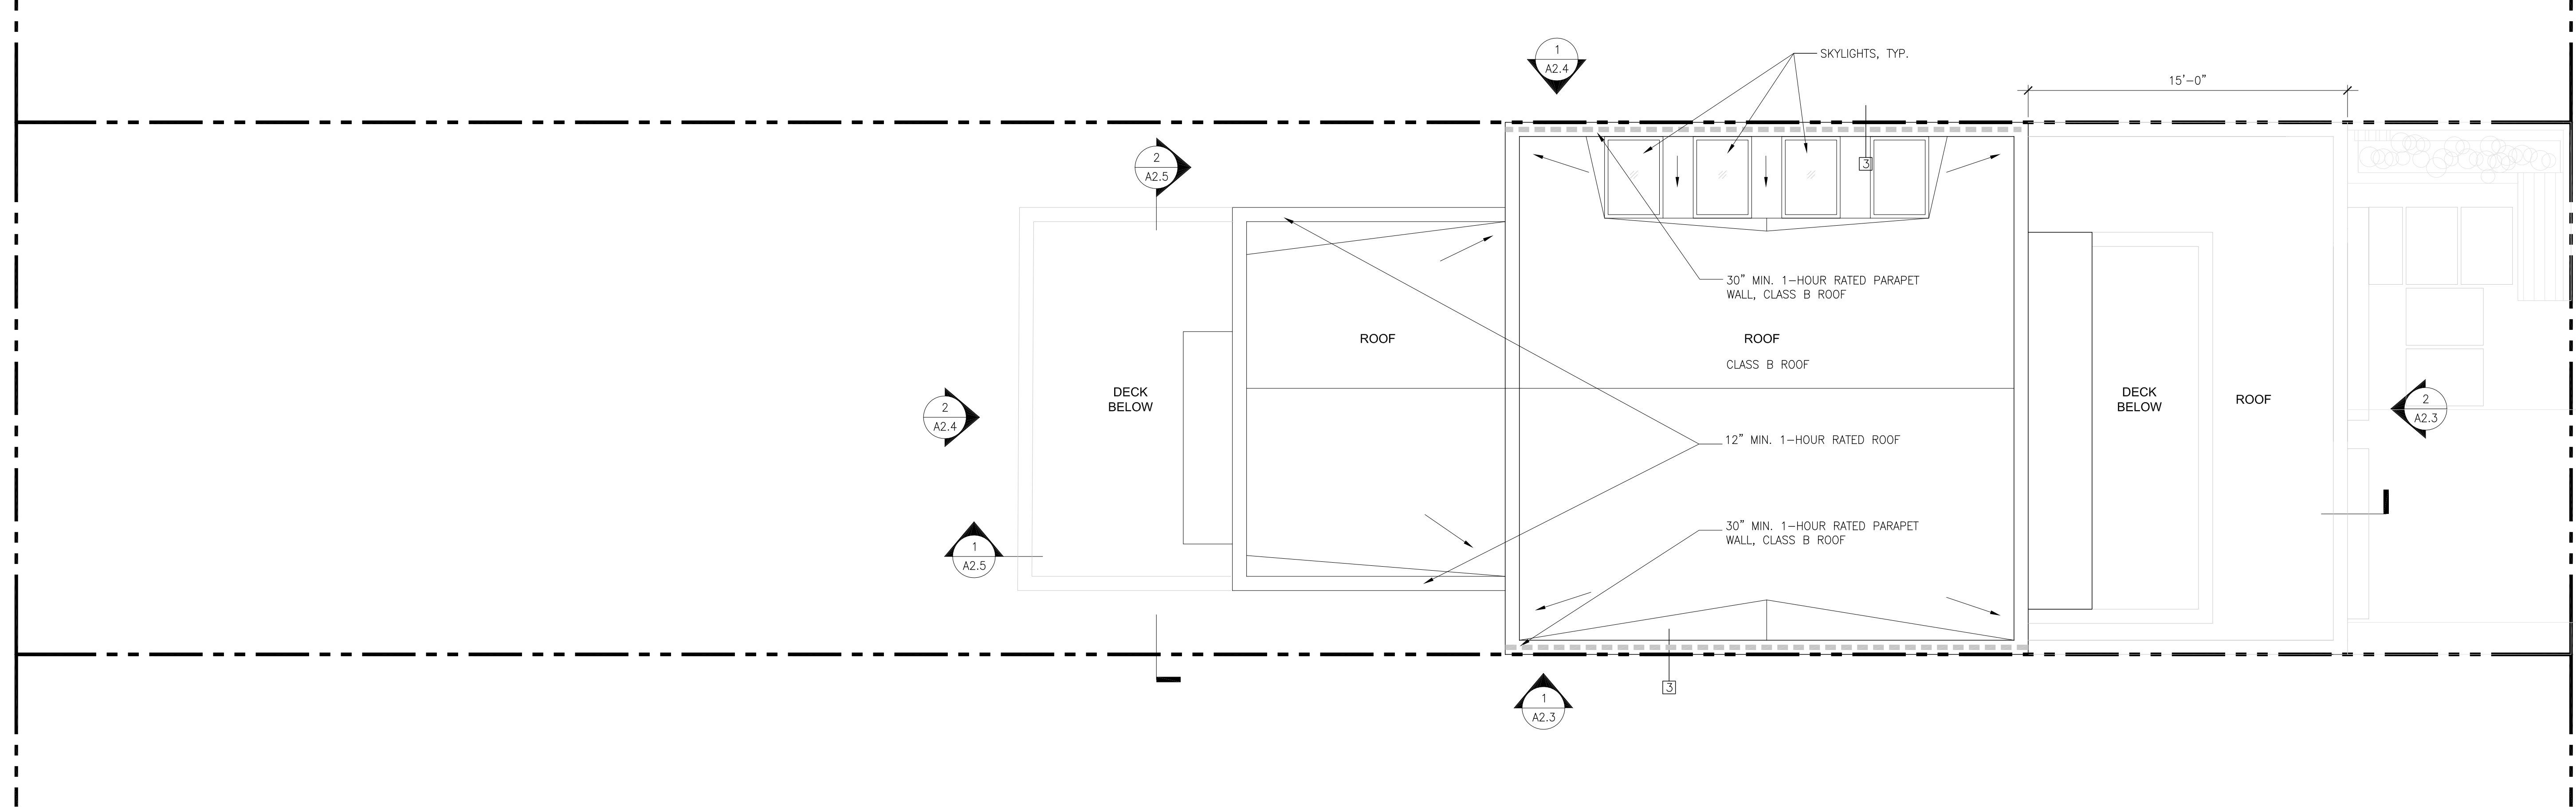 1
A2.4
SKYLIGHTS, TYP.
15'-0"
2
A2.5
3
30" MIN. 1-HOUR RATED PARAPET
WALL, CLASS B ROOF
ROOF
ROOF
CLASS B ROOF
DECK
BELOW
DECK
BELOW
ROOF
2
A2.4
2
A2.3
12" MIN. 1-HOUR RATED ROOF
30" MIN. 1-HOUR RATED PARAPET
WALL, CLASS B ROOF
1
A2.5
3
1
A2.3